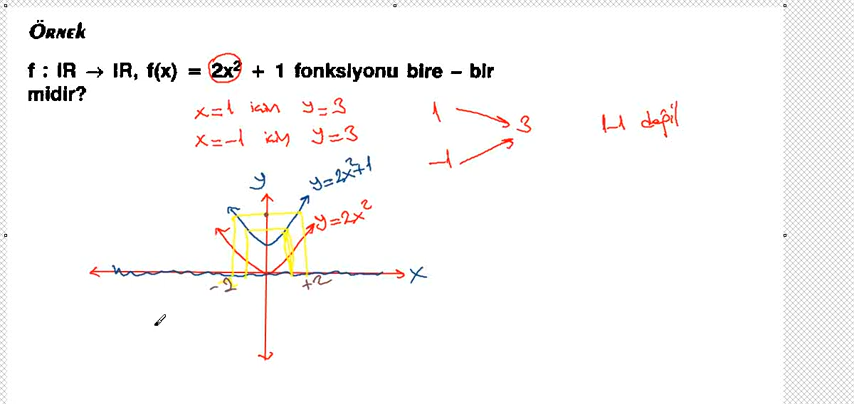 ÖRNEK
f : IR → IR, f(x) = 2x² + 1 fonksiyonu bire – bir
midir?
x=1 için y=3
x=-1 için y=3
1
3
-1
1-1 değil
y
y=2x²+1
y=2x²
x
-2
+2